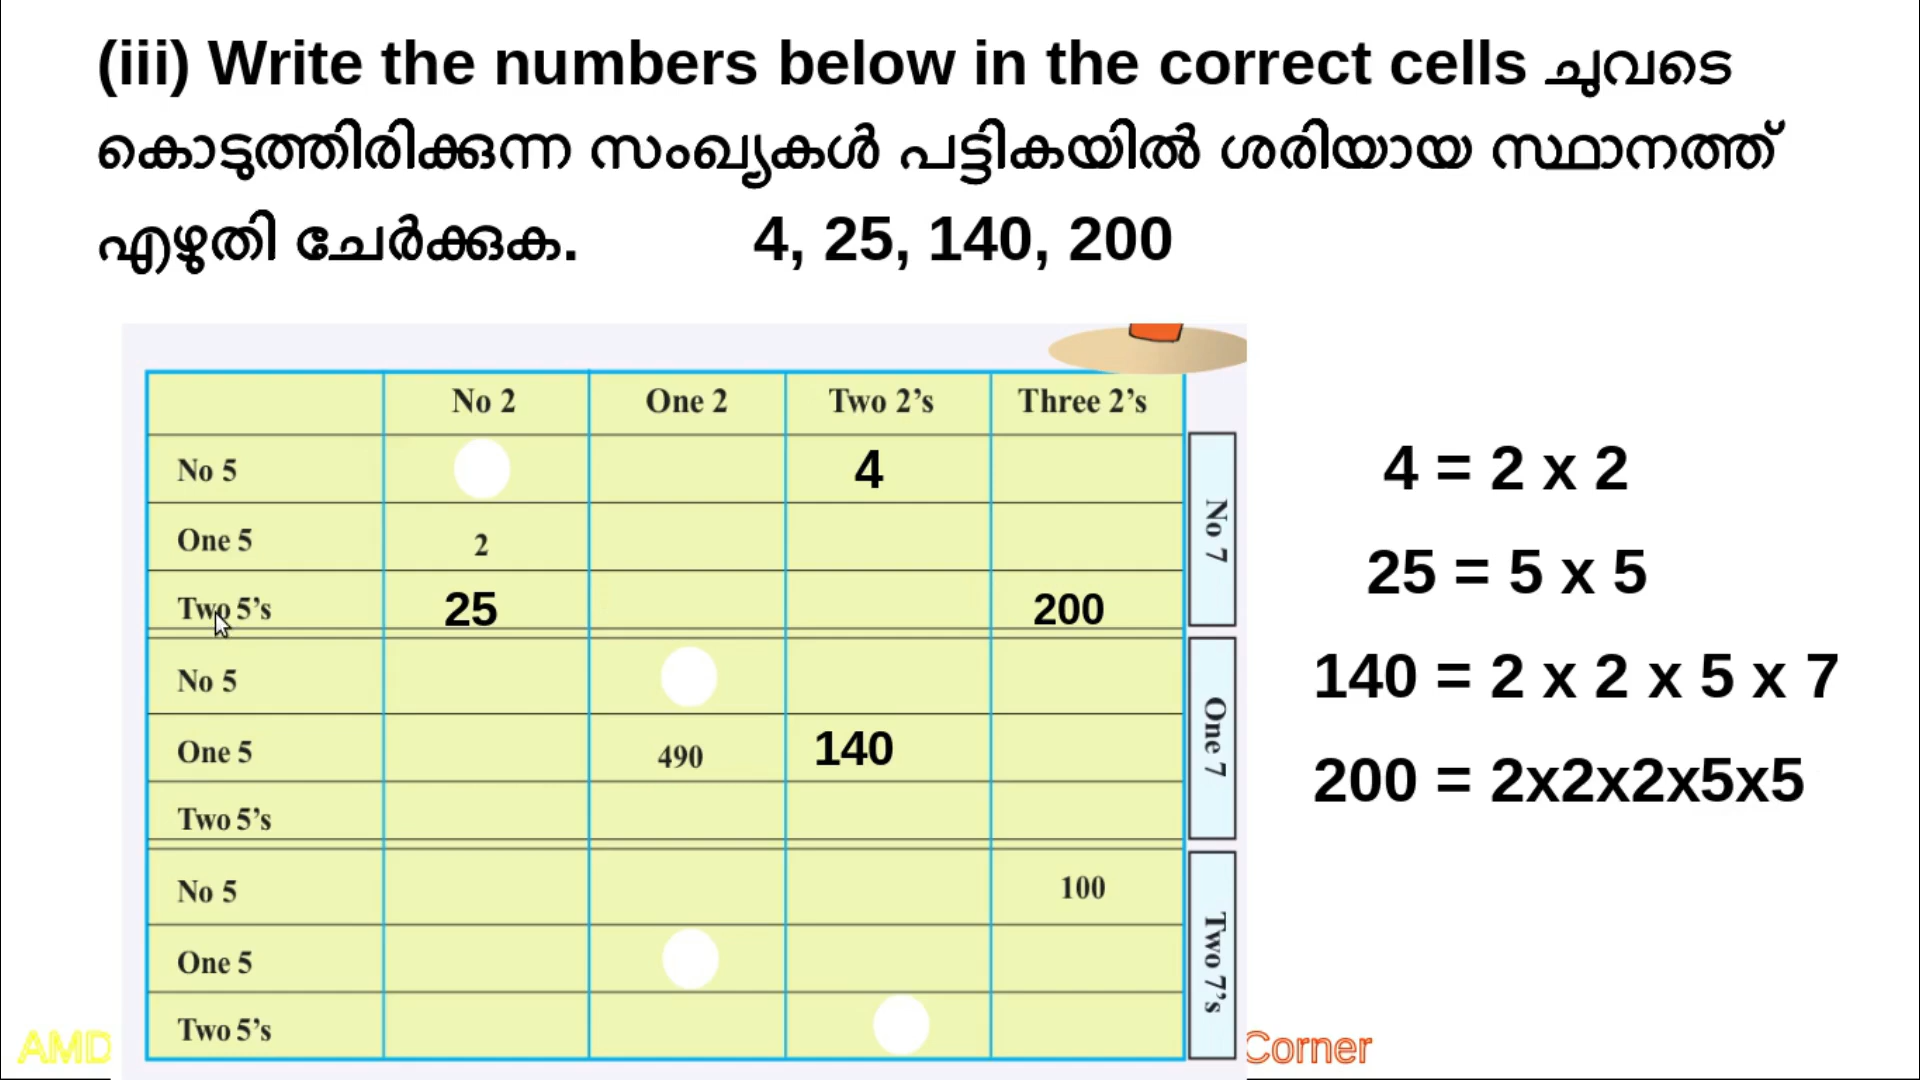 (iii) Write the numbers below in the correct cells ചുവടെ
കൊടുത്തിരിക്കുന്ന സംഖ്യകൾ പട്ടികയിൽ ശരിയായ സ്ഥാനത്ത്
എഴുതി ചേർക്കുക. 4, 25, 140, 200
No 2 One 2 Two 2's Three 2's
No 5 4
One 5 2
Two 5's 25 200
No 7
No 5
One 5 490 140
Two 5's
One 7
No 5 100
One 5
Two 5's
Two 7's
4 = 2 x 2
25 = 5 x 5
140 = 2 x 2 x 5 x 7
200 = 2x2x2x5x5
AMD Corner